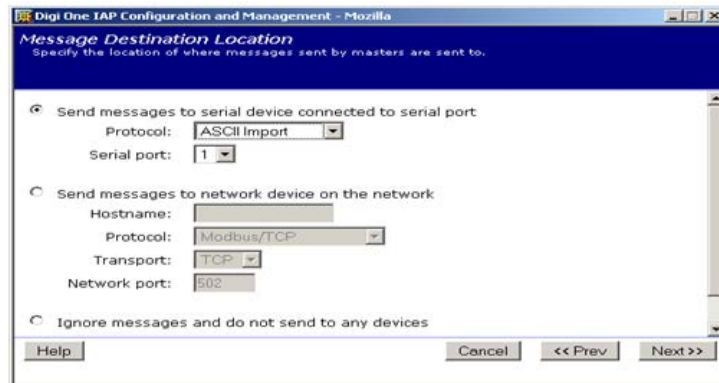 Digi One IAP Configuration and Management - Mozilla
Message Destination Location
Specify the location of where messages sent by masters are sent to.
Send messages to serial device connected to serial port
Protocol: ASCII Import
Serial port: 1
Send messages to network device on the network
Hostname:
Protocol: Modbus/TCP
Transport: TCP
Network port: 502
Ignore messages and do not send to any devices
Help Cancel << Prev Next >>